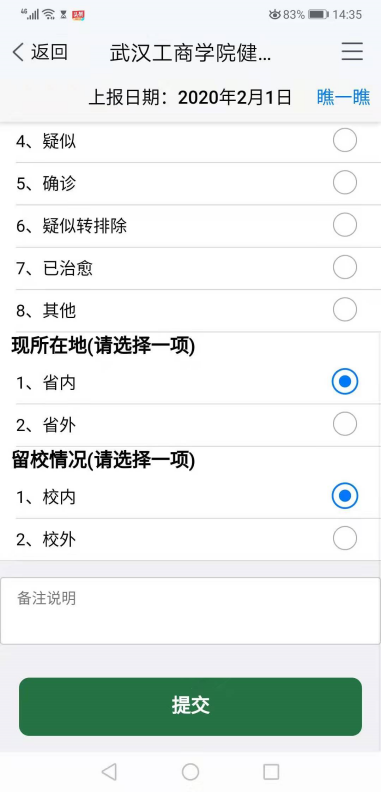 83% 14:35
返回 武汉工商学院健...
上报日期：2020年2月1日 瞧一瞧
4、疑似
5、确诊
6、疑似转排除
7、已治愈
8、其他
现所在地(请选择一项)
1、省内
2、省外
留校情况(请选择一项)
1、校内
2、校外
备注说明
提交